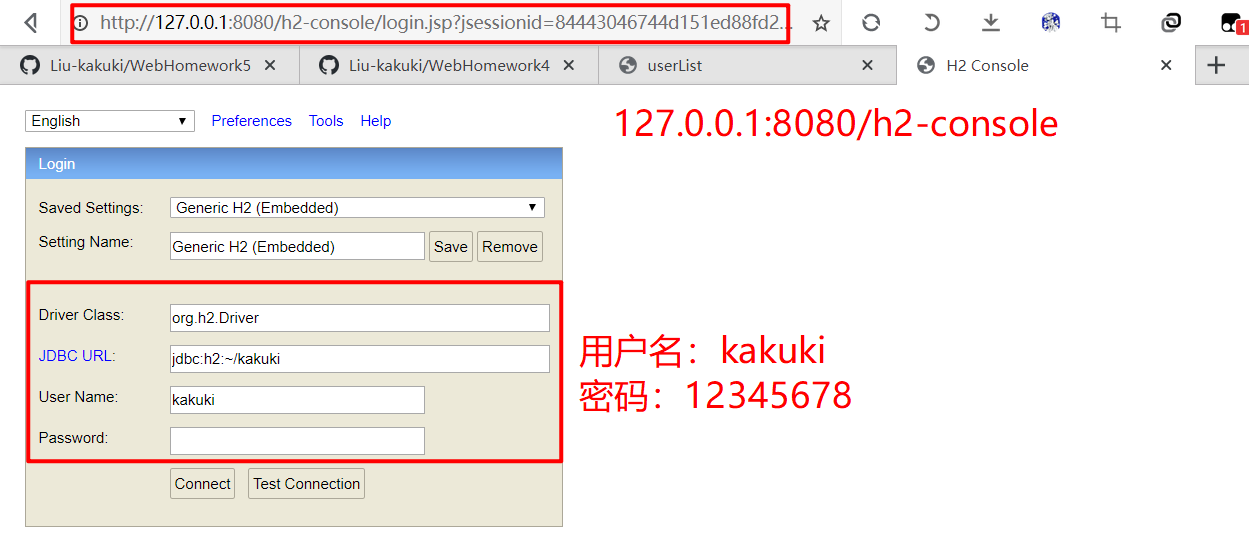 http://127.0.0.1:8080/h2-console/login.jsp?jsessionid=84443046744d151ed88fd2...
1
Liu-kakuki/WebHomework5
Liu-kakuki/WebHomework4
userList
H2 Console
English
Preferences
Tools
Help
127.0.0.1:8080/h2-console
Login
Saved Settings:
Generic H2 (Embedded)
Setting Name:
Generic H2 (Embedded)
Save
Remove
Driver Class:
org.h2.Driver
JDBC URL:
jdbc:h2:~/kakuki
用户名：kakuki
User Name:
kakuki
密码：12345678
Password:
Connect
Test Connection